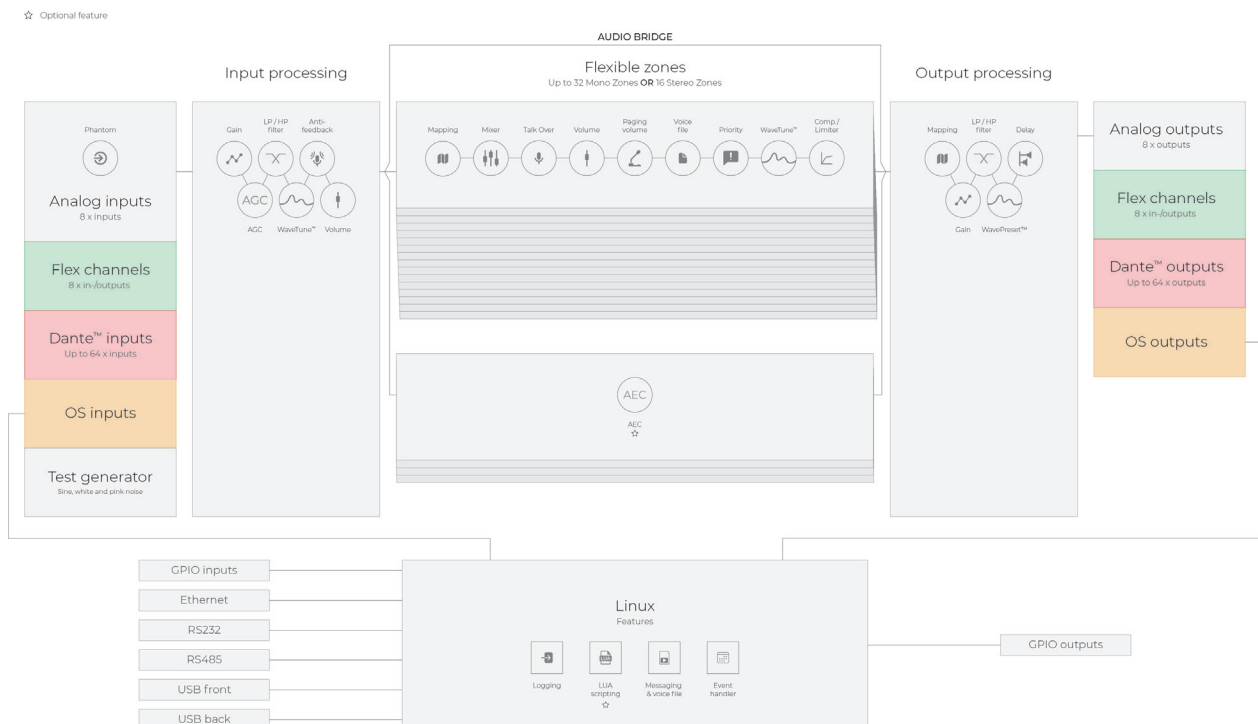 ☆ Optional feature
AUDIO BRIDGE
Input processing
Flexible zones
Up to 32 Mono Zones OR 16 Stereo Zones
Output processing
Phantom
Analog inputs
8 x inputs
Flex channels
8 x in-/outputs
Dante™ inputs
Up to 64 x inputs
OS inputs
Test generator
Sine, white and pink noise
Gain
LP / HP
filter
Anti-
feedback
AGC
AGC
WaveTune™
Volume
Mapping
Mixer
Talk Over
Volume
Paging
volume
Voice
file
Priority
WaveTune™
Comp./
Limiter
AEC
AEC
☆
Mapping
LP / HP
filter
Delay
Gain
WavePreset™
Analog outputs
8 x outputs
Flex channels
8 x in-/outputs
Dante™ outputs
Up to 64 x outputs
OS outputs
GPIO inputs
Ethernet
RS232
RS485
USB front
USB back
Linux
Features
LUA
Logging
LUA
scripting
☆
Messaging
& voice file
Event
handler
GPIO outputs